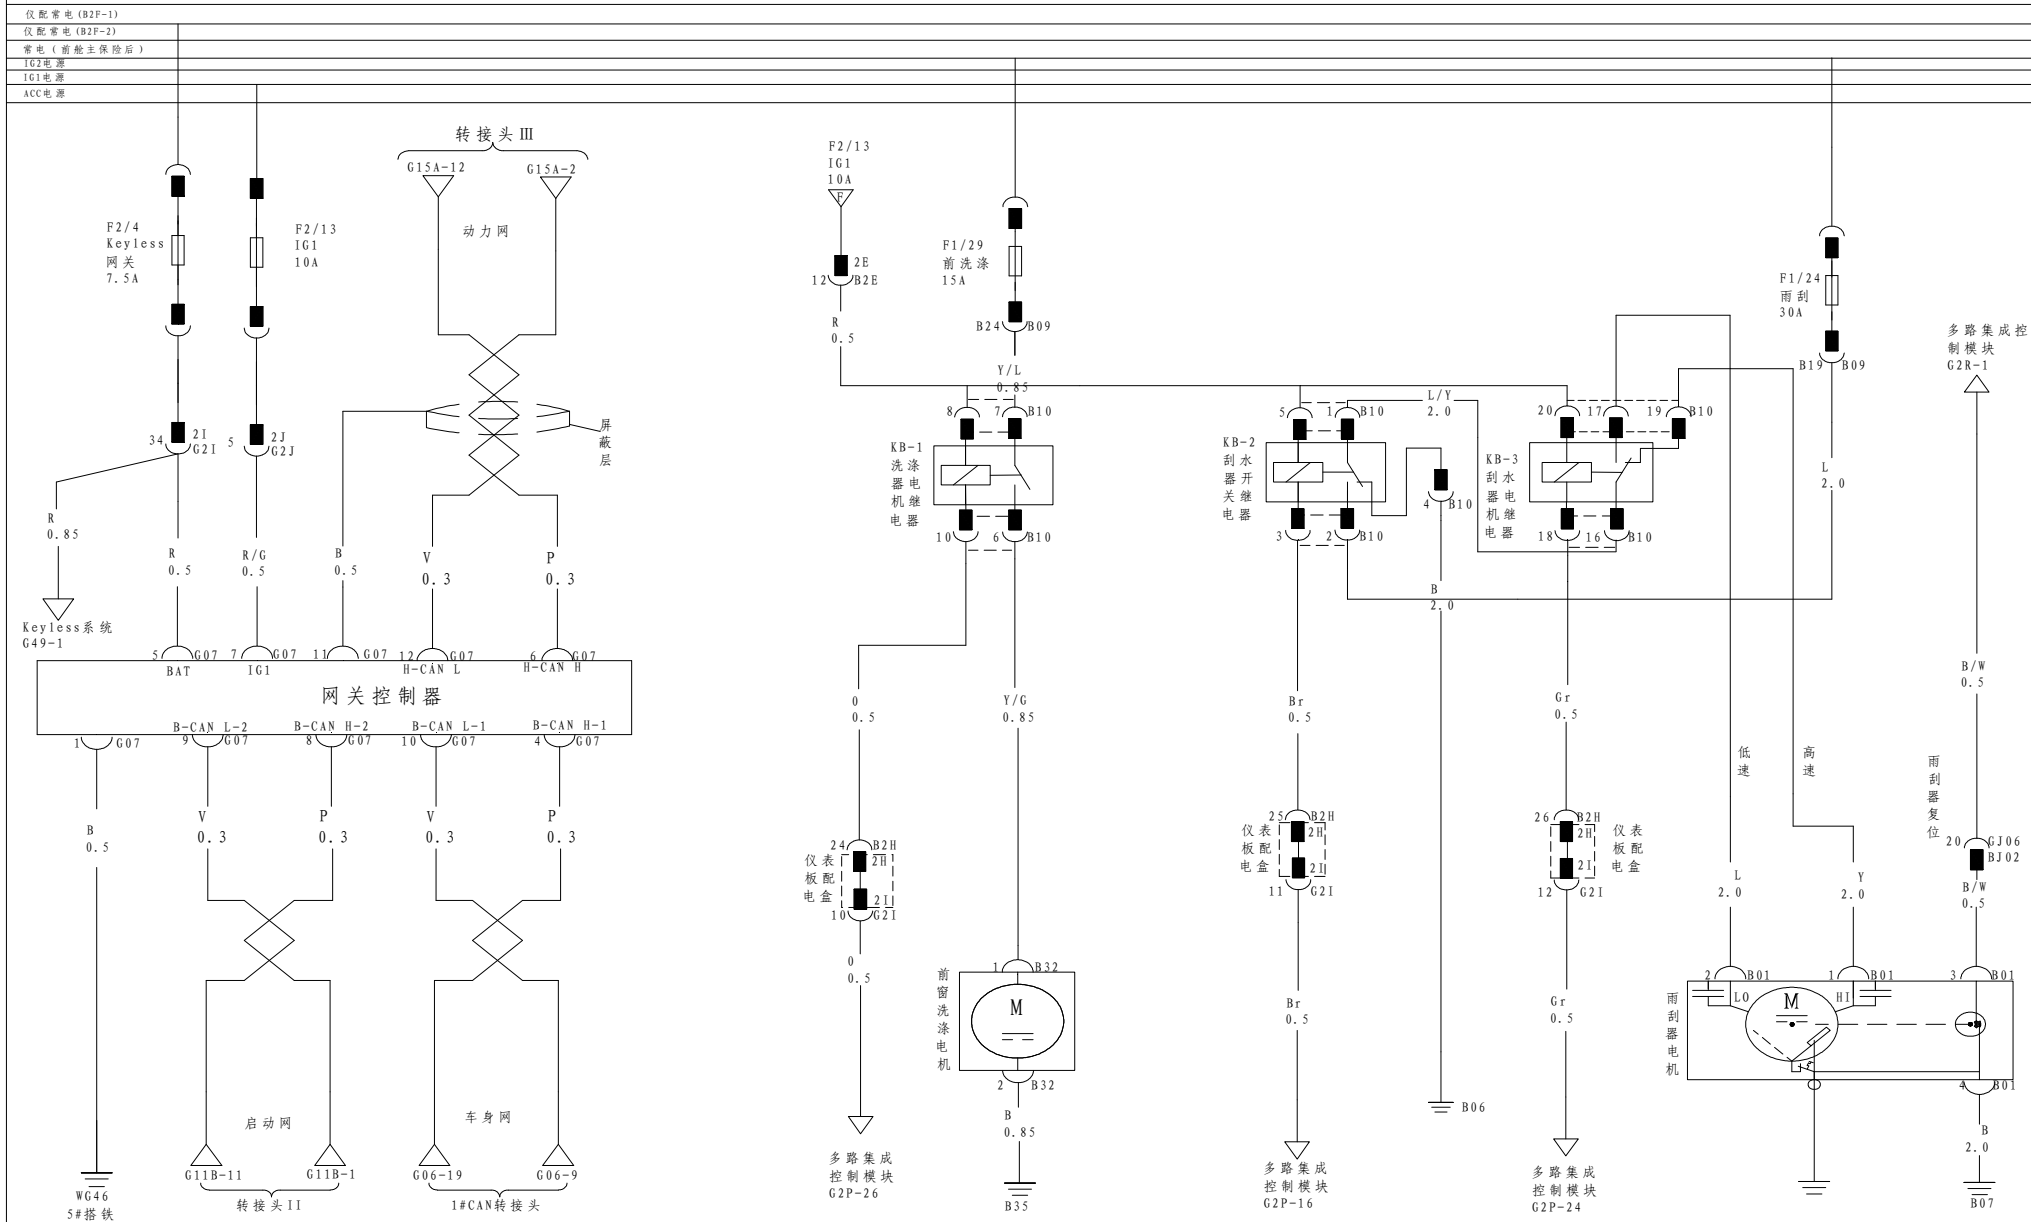 仪配常电(B2F-1)
仪配常电(B2F-2)
常电(前舱主保险后)
IG2电源
IG1电源
ACC电源
转接头III
G15A-12
G15A-2
动力网
F2/4
Keyless
网关
7.5A
F2/13
IG1
10A
34
2I
G2I
5
2J
G2J
屏
蔽
层
R
0.85
R
0.5
R/G
0.5
B
0.5
V
0.3
P
0.3
Keyless系统
G49-1
5 G07
7 G07
11 G07
12 G07
6 G07
BAT
IG1
H-CAN L
H-CAN H
网关控制器
B-CAN L-2
B-CAN H-2
B-CAN L-1
B-CAN H-1
1 G07
9 G07
8 G07
10 G07
4 G07
B
0.5
V
0.3
P
0.3
V
0.3
P
0.3
启动网
车身网
G11B-11
G11B-1
G06-19
G06-9
转接头II
1#CAN转接头
WG46
5#搭铁
F2/13
IG1
10A
F
2E
12 B2E
R
0.5
F1/29
前洗涤
15A
B24 B09
Y/L
0.85
8 7 B10
KB-1
洗涤
器电
机继
电器
10 6 B10
O
0.5
Y/G
0.85
24 B2H
仪表
板配
电盒
2H
2I
10 G2I
O
0.5
多路集成
控制模块
G2P-26
1 B32
前
窗
洗
涤
电
机
M
2 B32
B
0.85
B35
5 1 B10
L/Y
2.0
KB-2
刮水
器开
关继
电器
3 2 B10
4 B10
B
2.0
Br
0.5
25 B2H
仪表
板配
电盒
2H
2I
11 G2I
Br
0.5
多路集成
控制模块
G2P-16
B06
20 17 19 B10
KB-3
刮水
器电
机继
电器
18 16 B10
Gr
0.5
26 B2H
2H
2I
仪表
板配
电盒
12 G2I
Gr
0.5
多路集成
控制模块
G2P-24
F1/24
雨刮
30A
B19 B09
L
2.0
低
速
高
速
L
2.0
Y
2.0
多路集成控
制模块
G2R-1
B/W
0.5
雨
刮
器
复
位
20 GJ06
BJ02
B/W
0.5
2 B01
1 B01
3 B01
雨
刮
器
电
机
LO
M
HI
4 B01
B
2.0
B07